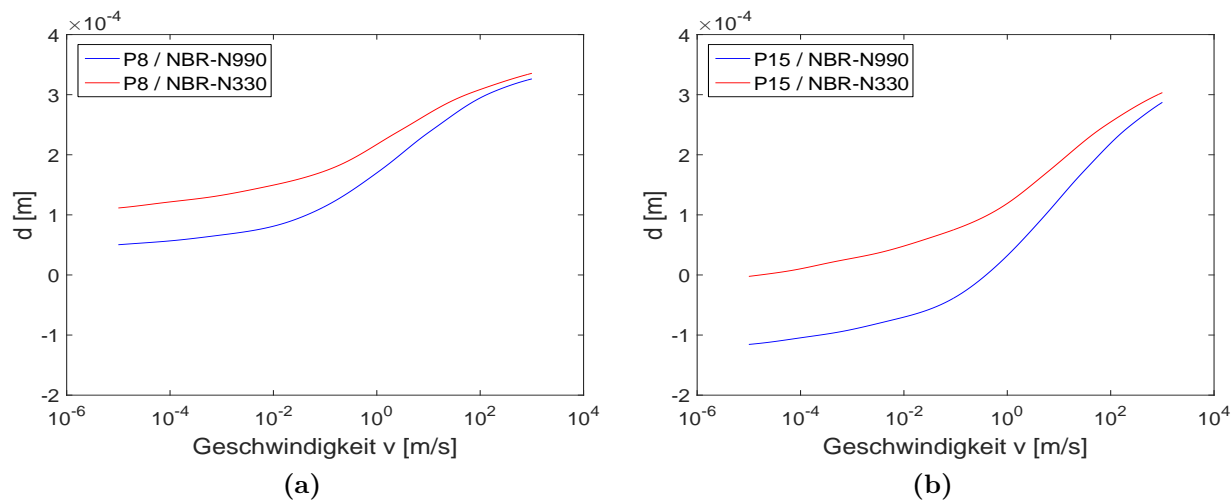 ×10⁻⁴
P8 / NBR-N990
P8 / NBR-N330
4
3
2
1
0
-1
-2
d [m]
10⁻⁶
10⁻⁴
10⁻²
10⁰
10²
10⁴
Geschwindigkeit v [m/s]
(a)
×10⁻⁴
P15 / NBR-N990
P15 / NBR-N330
4
3
2
1
0
-1
-2
d [m]
10⁻⁶
10⁻⁴
10⁻²
10⁰
10²
10⁴
Geschwindigkeit v [m/s]
(b)